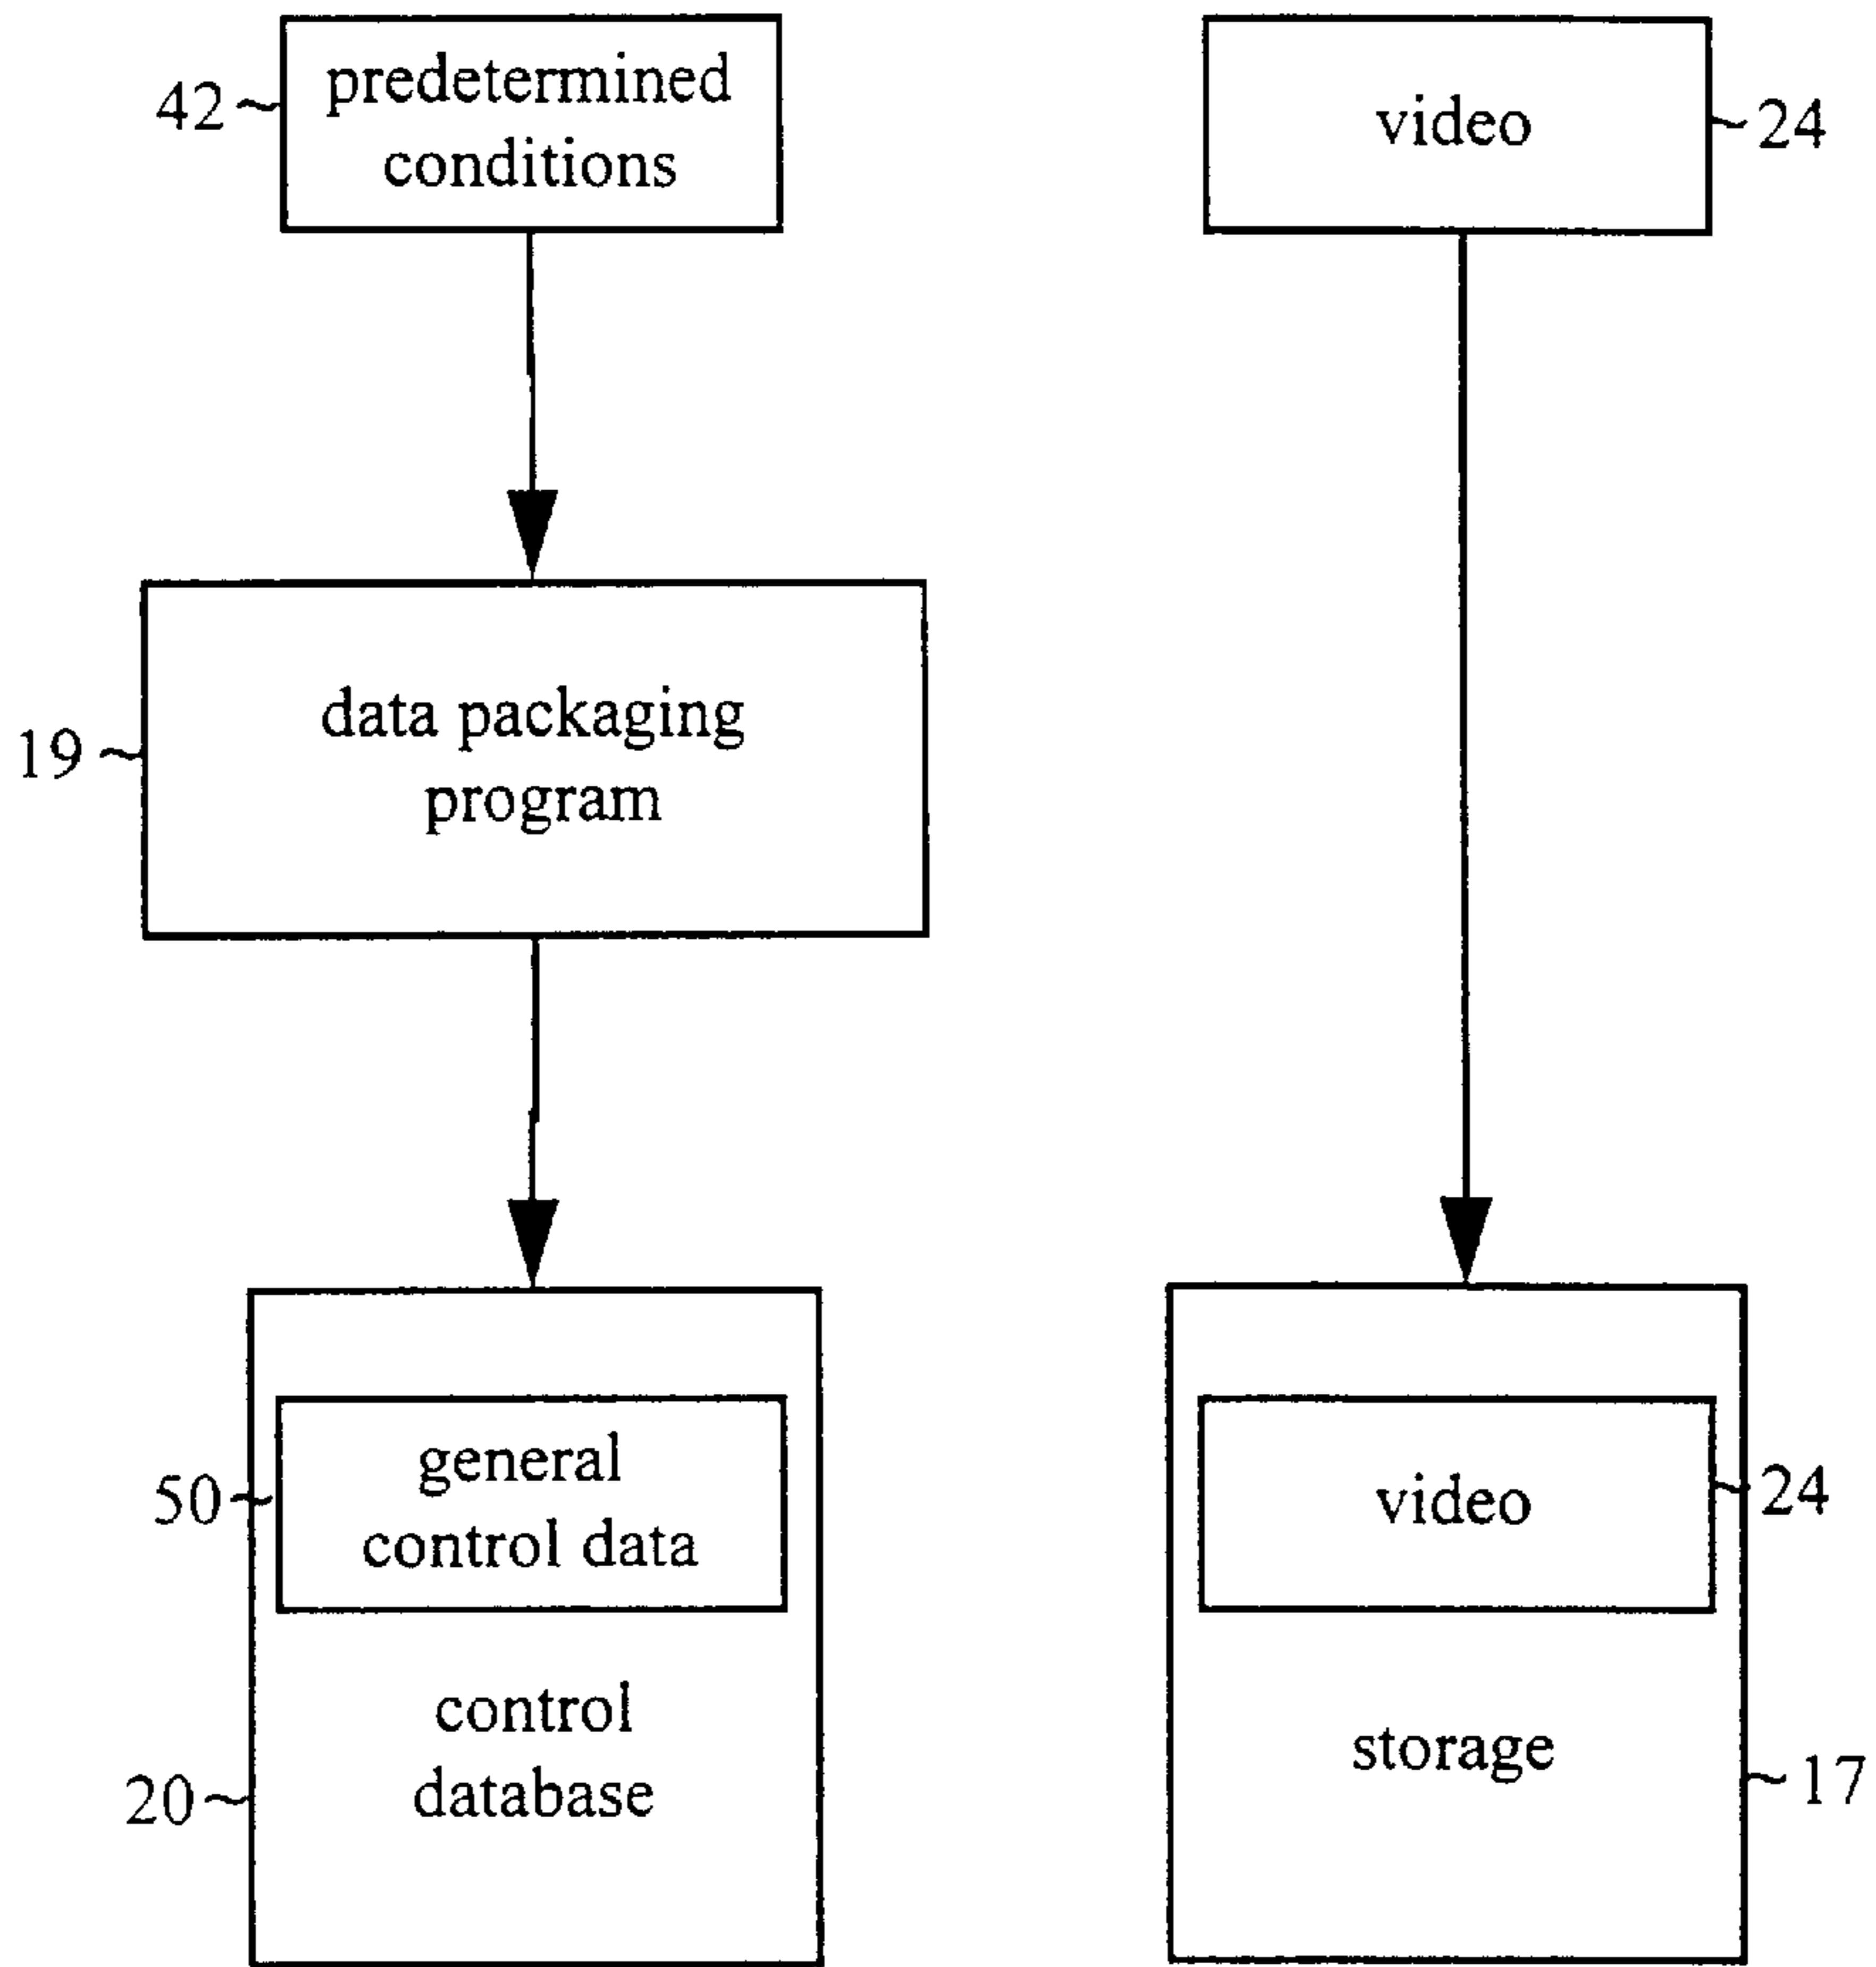 predetermined
42
conditions
video
24
data packaging
19
program
general
50
control data
video
24
control
20
database
storage
17